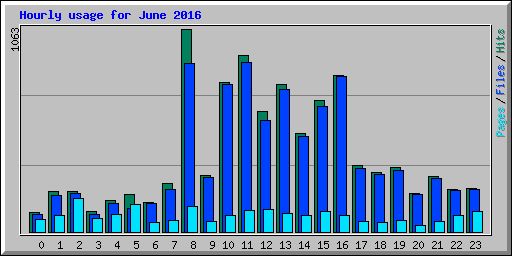 Hourly usage for June 2016
1063
Pages/Files/Hits
0 1 2 3 4 5 6 7 8 9 10 11 12 13 14 15 16 17 18 19 20 21 22 23